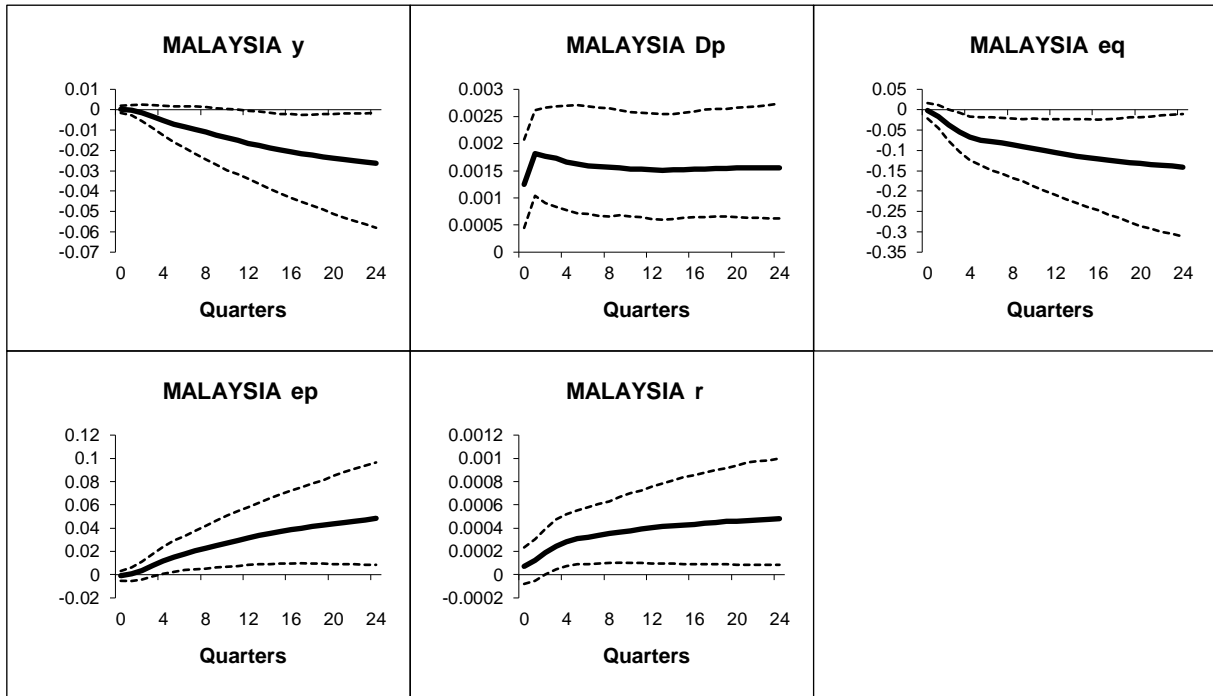 MALAYSIA y
0.01
0
-0.01
-0.02
-0.03
-0.04
-0.05
-0.06
-0.07
0 4 8 12 16 20 24
Quarters
MALAYSIA Dp
0.003
0.0025
0.002
0.0015
0.001
0.0005
0
0 4 8 12 16 20 24
Quarters
MALAYSIA eq
0.05
0
-0.05
-0.1
-0.15
-0.2
-0.25
-0.3
-0.35
0 4 8 12 16 20 24
Quarters
MALAYSIA ep
0.12
0.1
0.08
0.06
0.04
0.02
0
-0.02
0 4 8 12 16 20 24
Quarters
MALAYSIA r
0.0012
0.001
0.0008
0.0006
0.0004
0.0002
0
-0.0002
0 4 8 12 16 20 24
Quarters